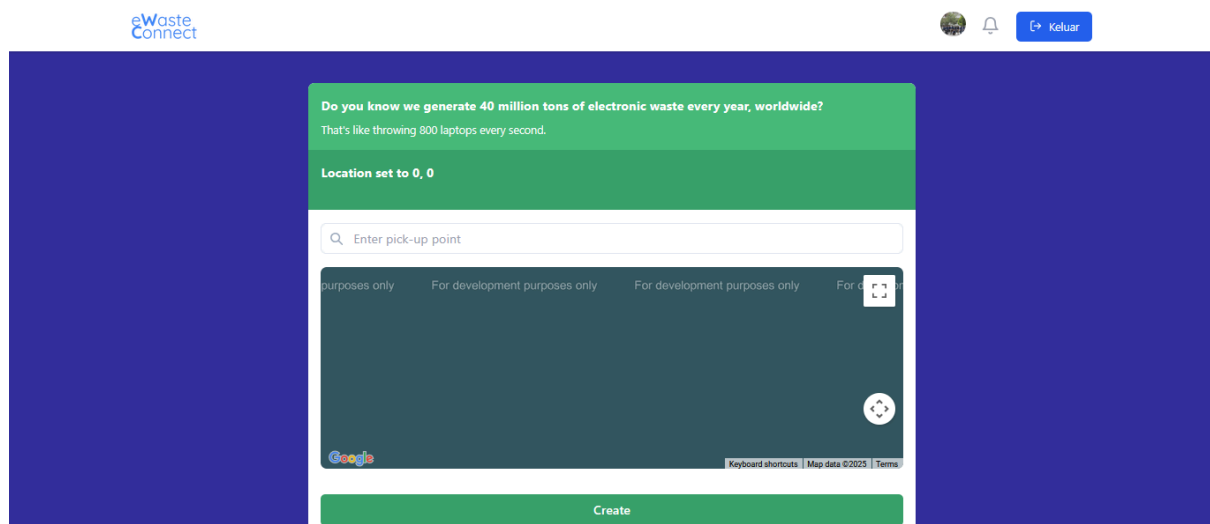 eWaste
Connect
Keluar
Do you know we generate 40 million tons of electronic waste every year, worldwide?
That's like throwing 800 laptops every second.
Location set to 0, 0
Enter pick-up point
purposes only For development purposes only For development purposes only For d
Google
Keyboard shortcuts Map data ©2025 Terms
Create